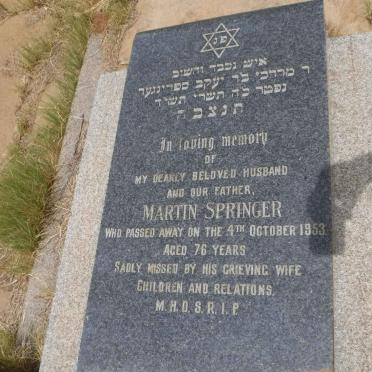 פ נ
איש נכבד וחשוב
ר מרדכי בר יעקב ספרינגער
נפטר כה תשרי תשיד
ת נ צ ב ה
In loving memory
OF
MY DEARLY BELOVED HUSBAND
AND OUR FATHER,
MARTIN SPRINGER
WHO PASSED AWAY ON THE 4TH OCTOBER 1953
AGED 76 YEARS
SADLY MISSED BY HIS GRIEVING WIFE
CHILDREN AND RELATIONS.
M.H.D.S.R.I.P